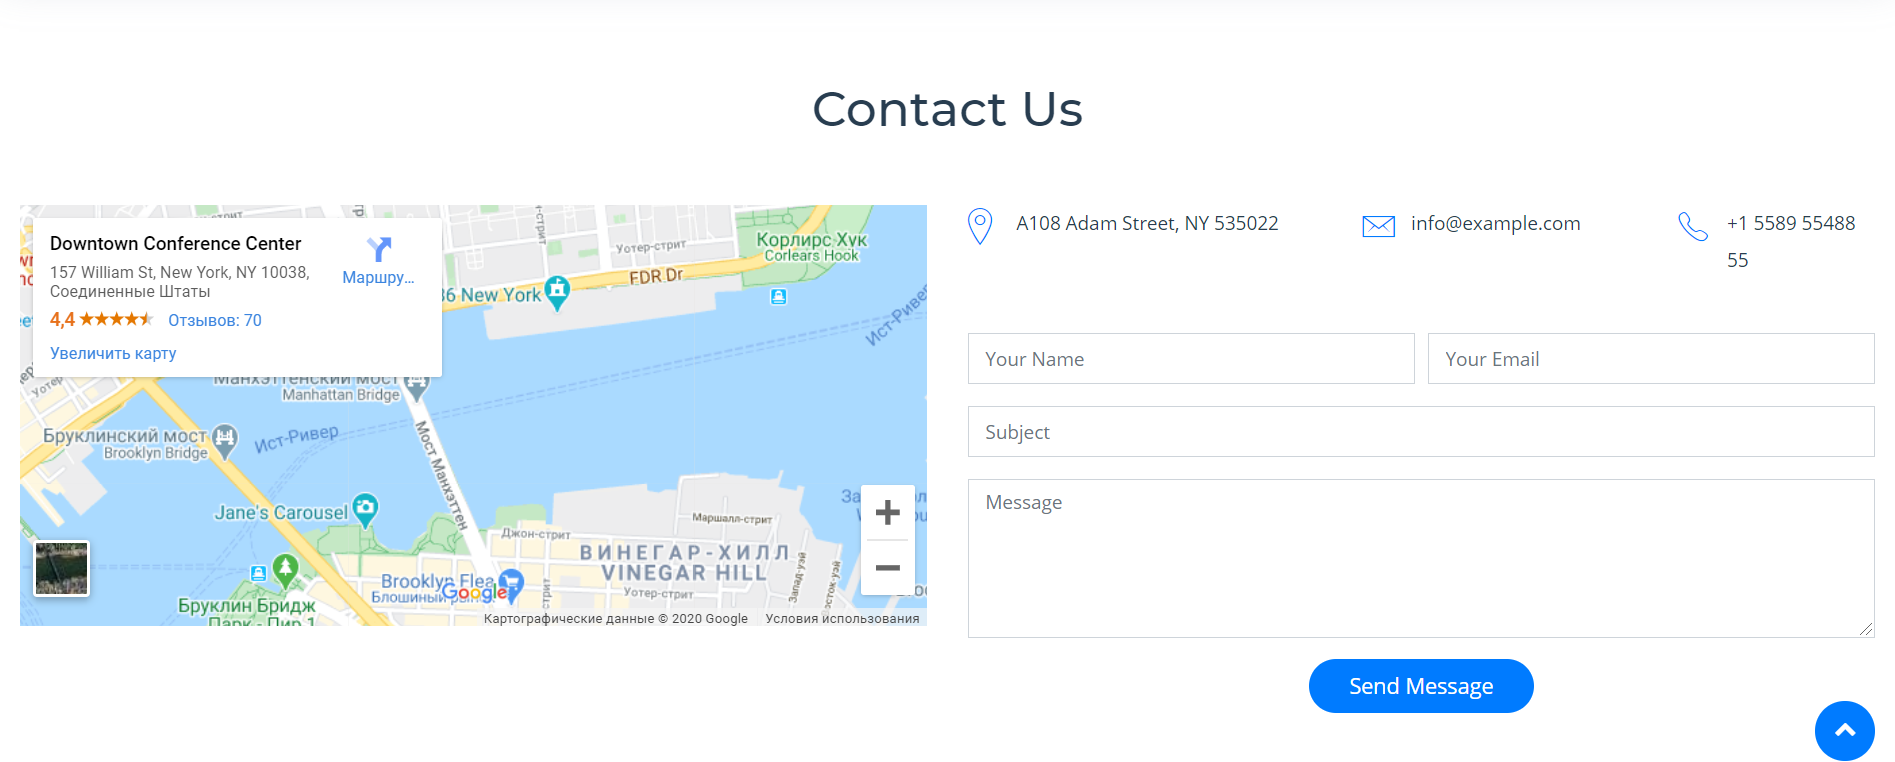 Contact Us
Downtown Conference Center
157 William St, New York, NY 10038,
Соединенные Штаты
Маршру...
4,4
Отзывов: 70
Увеличить карту
Уотер-стрит
Корлирс Хук
Corlears Hook
FDR Dr
36 New York
Ист-Ривер
Манхэттенский мост
Manhattan Bridge
Бруклинский мост
Brooklyn Bridge
Ист-Ривер
Мост Манхэттен
Jane's Carousel
Маршалл-стрит
Джон-стрит
ВИНЕГАР-ХИЛЛ
VINEGAR HILL
Brooklyn Flea
Google
Уотер-стрит
Бруклин Бридж
Парк - Пир 1
Картографические данные © 2020 Google
Условия использования
A108 Adam Street, NY 535022
info@example.com
+1 5589 55488
55
Your Name
Your Email
Subject
Message
Send Message